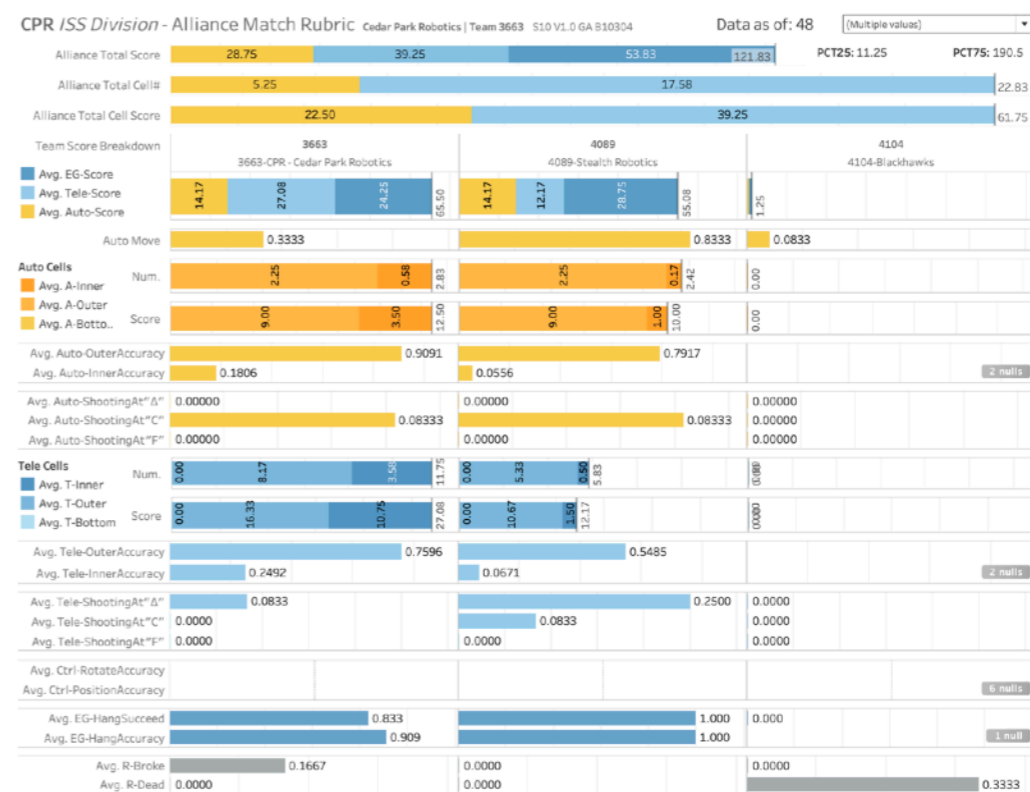 CPR ISS Division - Alliance Match Rubric Cedar Park Robotics | Team 3663 S10 V1.0 GA 810304 Data as of: 48 (Multiple values)
Alliance Total Score 28.75 39.25 53.83 121.83 PCT25: 11.25 PCT75: 190.5
Alliance Total Cell# 5.25 17.58 22.83
Alliance Total Cell Score 22.50 39.25 61.75
Team Score Breakdown 3663 4089 4104
3663-CPR - Cedar Park Robotics 4089-Stealth Robotics 4104-Blackhawks
Avg. EG-Score
Avg. Tele-Score 14.17 27.08 24.25 65.50 14.17 12.17 28.75 55.08 1.25
Avg. Auto-Score
Auto Move 0.3333 0.8333 0.0833
Auto Cells
Num. 2.25 0.58 2.83 2.25 0.17 2.42 0.00
Avg. A-Inner
Avg. A-Outer
Avg. A-Botto..
Score 9.00 3.50 12.50 9.00 1.00 10.00 0.00
Avg. Auto-OuterAccuracy 0.9091 0.7917
Avg. Auto-InnerAccuracy 0.1806 0.0556 2 nulls
Avg. Auto-ShootingAt"Δ" 0.00000 0.00000 0.00000
Avg. Auto-ShootingAt"C" 0.08333 0.08333 0.00000
Avg. Auto-ShootingAt"F" 0.00000 0.00000 0.00000
Tele Cells
Num. 0.00 8.17 3.58 11.75 0.00 5.33 0.50 5.83
Avg. T-Inner
Avg. T-Outer
Avg. T-Bottom
Score 0.00 16.33 10.75 27.08 0.00 10.67 1.50 12.17
Avg. Tele-OuterAccuracy 0.7596 0.5485
Avg. Tele-InnerAccuracy 0.2492 0.0671 2 nulls
Avg. Tele-ShootingAt"Δ" 0.0833 0.2500 0.0000
Avg. Tele-ShootingAt"C" 0.0000 0.0833 0.0000
Avg. Tele-ShootingAt"F" 0.0000 0.0000 0.0000
Avg. Ctrl-RotateAccuracy
Avg. Ctrl-PositionAccuracy 6 nulls
Avg. EG-HangSucceed 0.833 1.000 0.000
Avg. EG-HangAccuracy 0.909 1.000 1 null
Avg. R-Broke 0.1667 0.0000 0.0000
Avg. R-Dead 0.0000 0.0000 0.3333